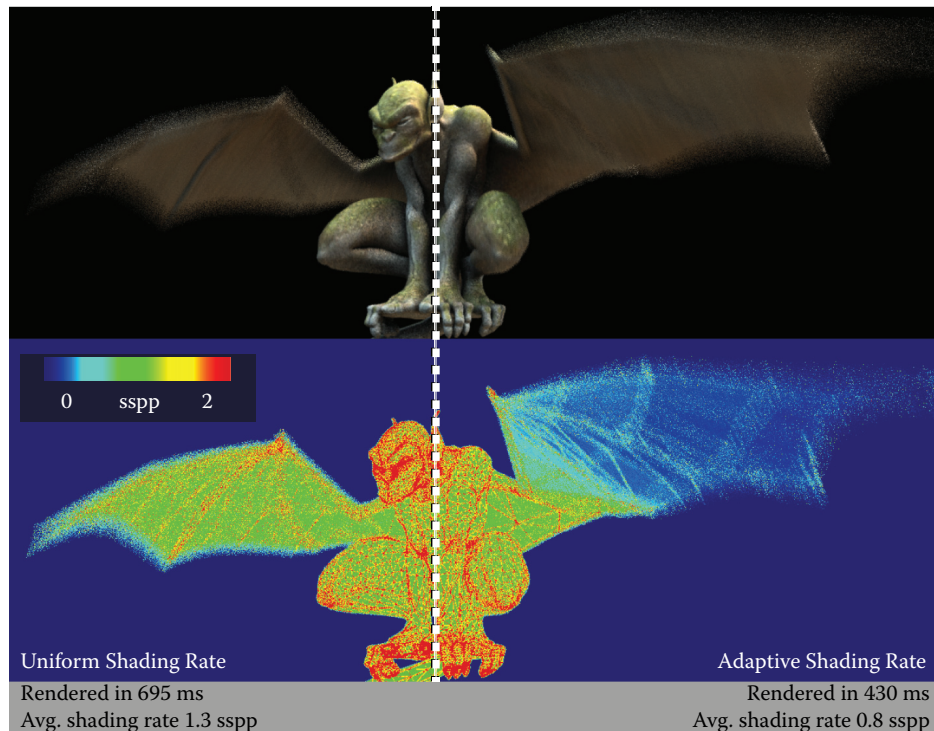 0 sspp 2
Uniform Shading Rate
Adaptive Shading Rate
Rendered in 695 ms
Avg. shading rate 1.3 sspp
Rendered in 430 ms
Avg. shading rate 0.8 sspp